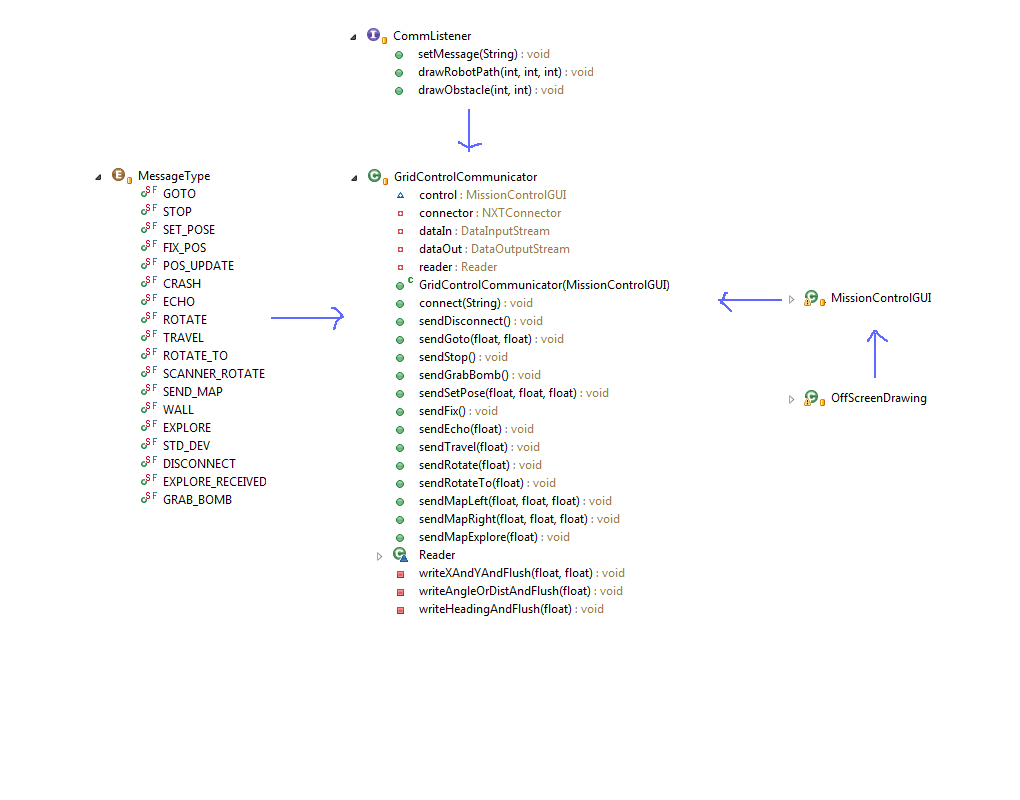 CommListener
setMessage(String) : void
drawRobotPath(int, int, int) : void
drawObstacle(int, int) : void
MessageType
GOTO
STOP
SET_POSE
FIX_POS
POS_UPDATE
CRASH
ECHO
ROTATE
TRAVEL
ROTATE_TO
SCANNER_ROTATE
SEND_MAP
WALL
EXPLORE
STD_DEV
DISCONNECT
EXPLORE_RECEIVED
GRAB_BOMB
GridControlCommunicator
control : MissionControlGUI
connector : NXTConnector
dataIn : DataInputStream
dataOut : DataOutputStream
reader : Reader
GridControlCommunicator(MissionControlGUI)
connect(String) : void
sendDisconnect() : void
sendGoto(float, float) : void
sendStop() : void
sendGrabBomb() : void
sendSetPose(float, float, float) : void
sendFix() : void
sendEcho(float) : void
sendTravel(float) : void
sendRotate(float) : void
sendRotateTo(float) : void
sendMapLeft(float, float, float) : void
sendMapRight(float, float, float) : void
sendMapExplore(float) : void
Reader
writeXAndYAndFlush(float, float) : void
writeAngleOrDistAndFlush(float) : void
writeHeadingAndFlush(float) : void
MissionControlGUI
OffScreenDrawing